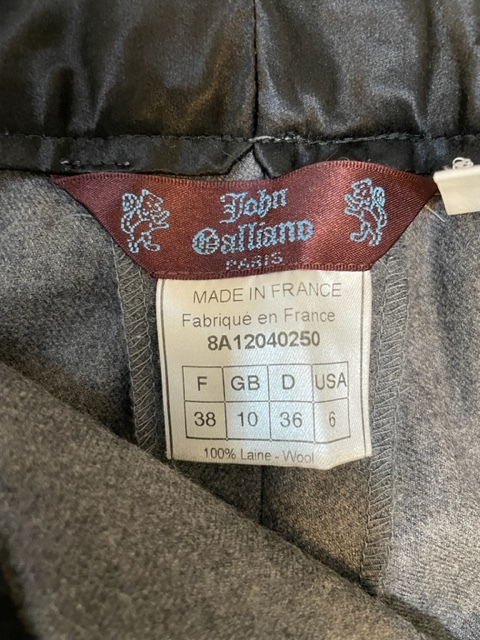 John
Galliano
PARIS
MADE IN FRANCE
Fabriqué en France
8A12040250
F GB D USA
38 10 36 6
100% Laine - Wool